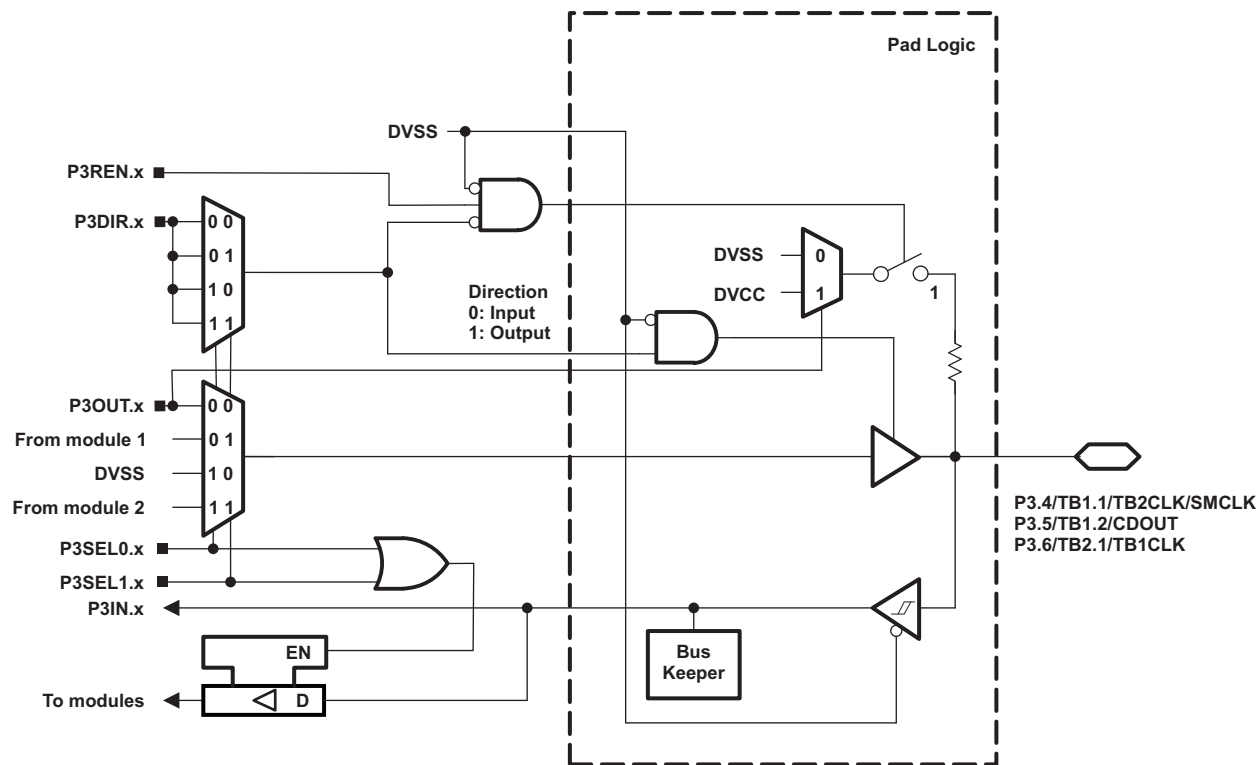 Pad Logic
DVSS
P3REN.x
P3DIR.x
0 0
0 1
1 0
1 1
DVSS
0
DVCC
1
1
Direction
0: Input
1: Output
P3OUT.x
0 0
From module 1
0 1
DVSS
1 0
From module 2
1 1
P3SEL0.x
P3SEL1.x
P3IN.x
P3.4/TB1.1/TB2CLK/SMCLK
P3.5/TB1.2/CDOUT
P3.6/TB2.1/TB1CLK
Bus
Keeper
EN
To modules
D